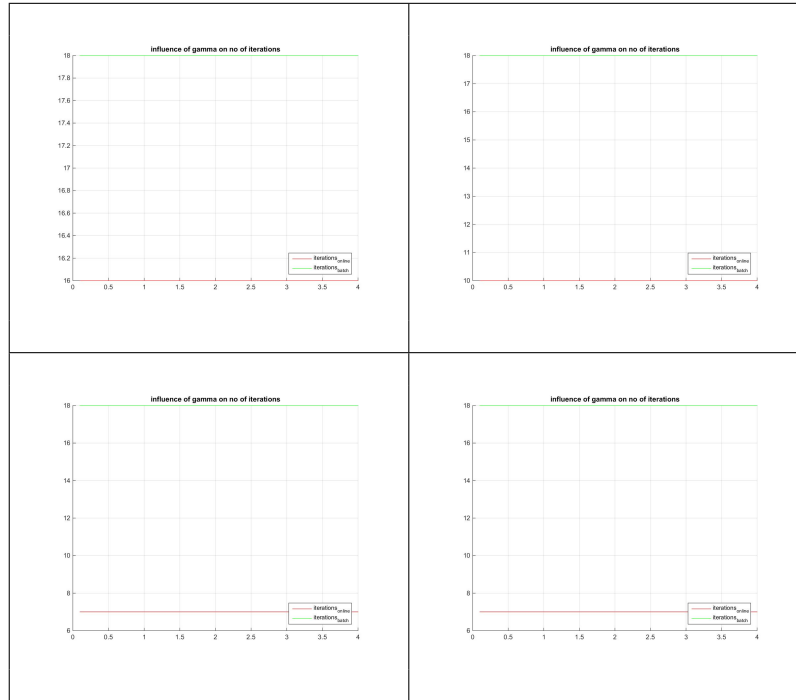 influence of gamma on no of iterations
18
17.8
17.6
17.4
17.2
17
16.8
16.6
16.4
16.2
16
0 0.5 1 1.5 2 2.5 3 3.5 4
iterations online
iterations batch
influence of gamma on no of iterations
18
17
16
15
14
13
12
11
10
0 0.5 1 1.5 2 2.5 3 3.5 4
iterations online
iterations batch
influence of gamma on no of iterations
18
16
14
12
10
8
6
0 0.5 1 1.5 2 2.5 3 3.5 4
iterations online
iterations batch
influence of gamma on no of iterations
18
16
14
12
10
8
6
0 0.5 1 1.5 2 2.5 3 3.5 4
iterations online
iterations batch